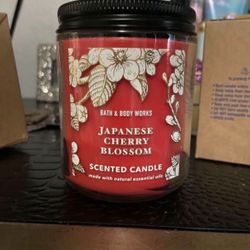 BATH & BODY WORKS
JAPANESE
CHERRY
BLOSSOM
SCENTED CANDLE
made with natural essential oils